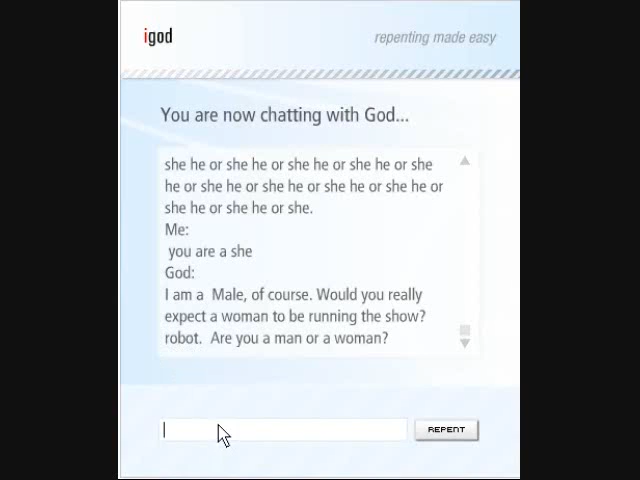 igod
repenting made easy
You are now chatting with God...
she he or she he or she he or she he or she
he or she he or she he or she he or she he or
she he or she he or she.
Me:
you are a she
God:
I am a  Male, of course. Would you really
expect a woman to be running the show?
robot.  Are you a man or a woman?
REPENT